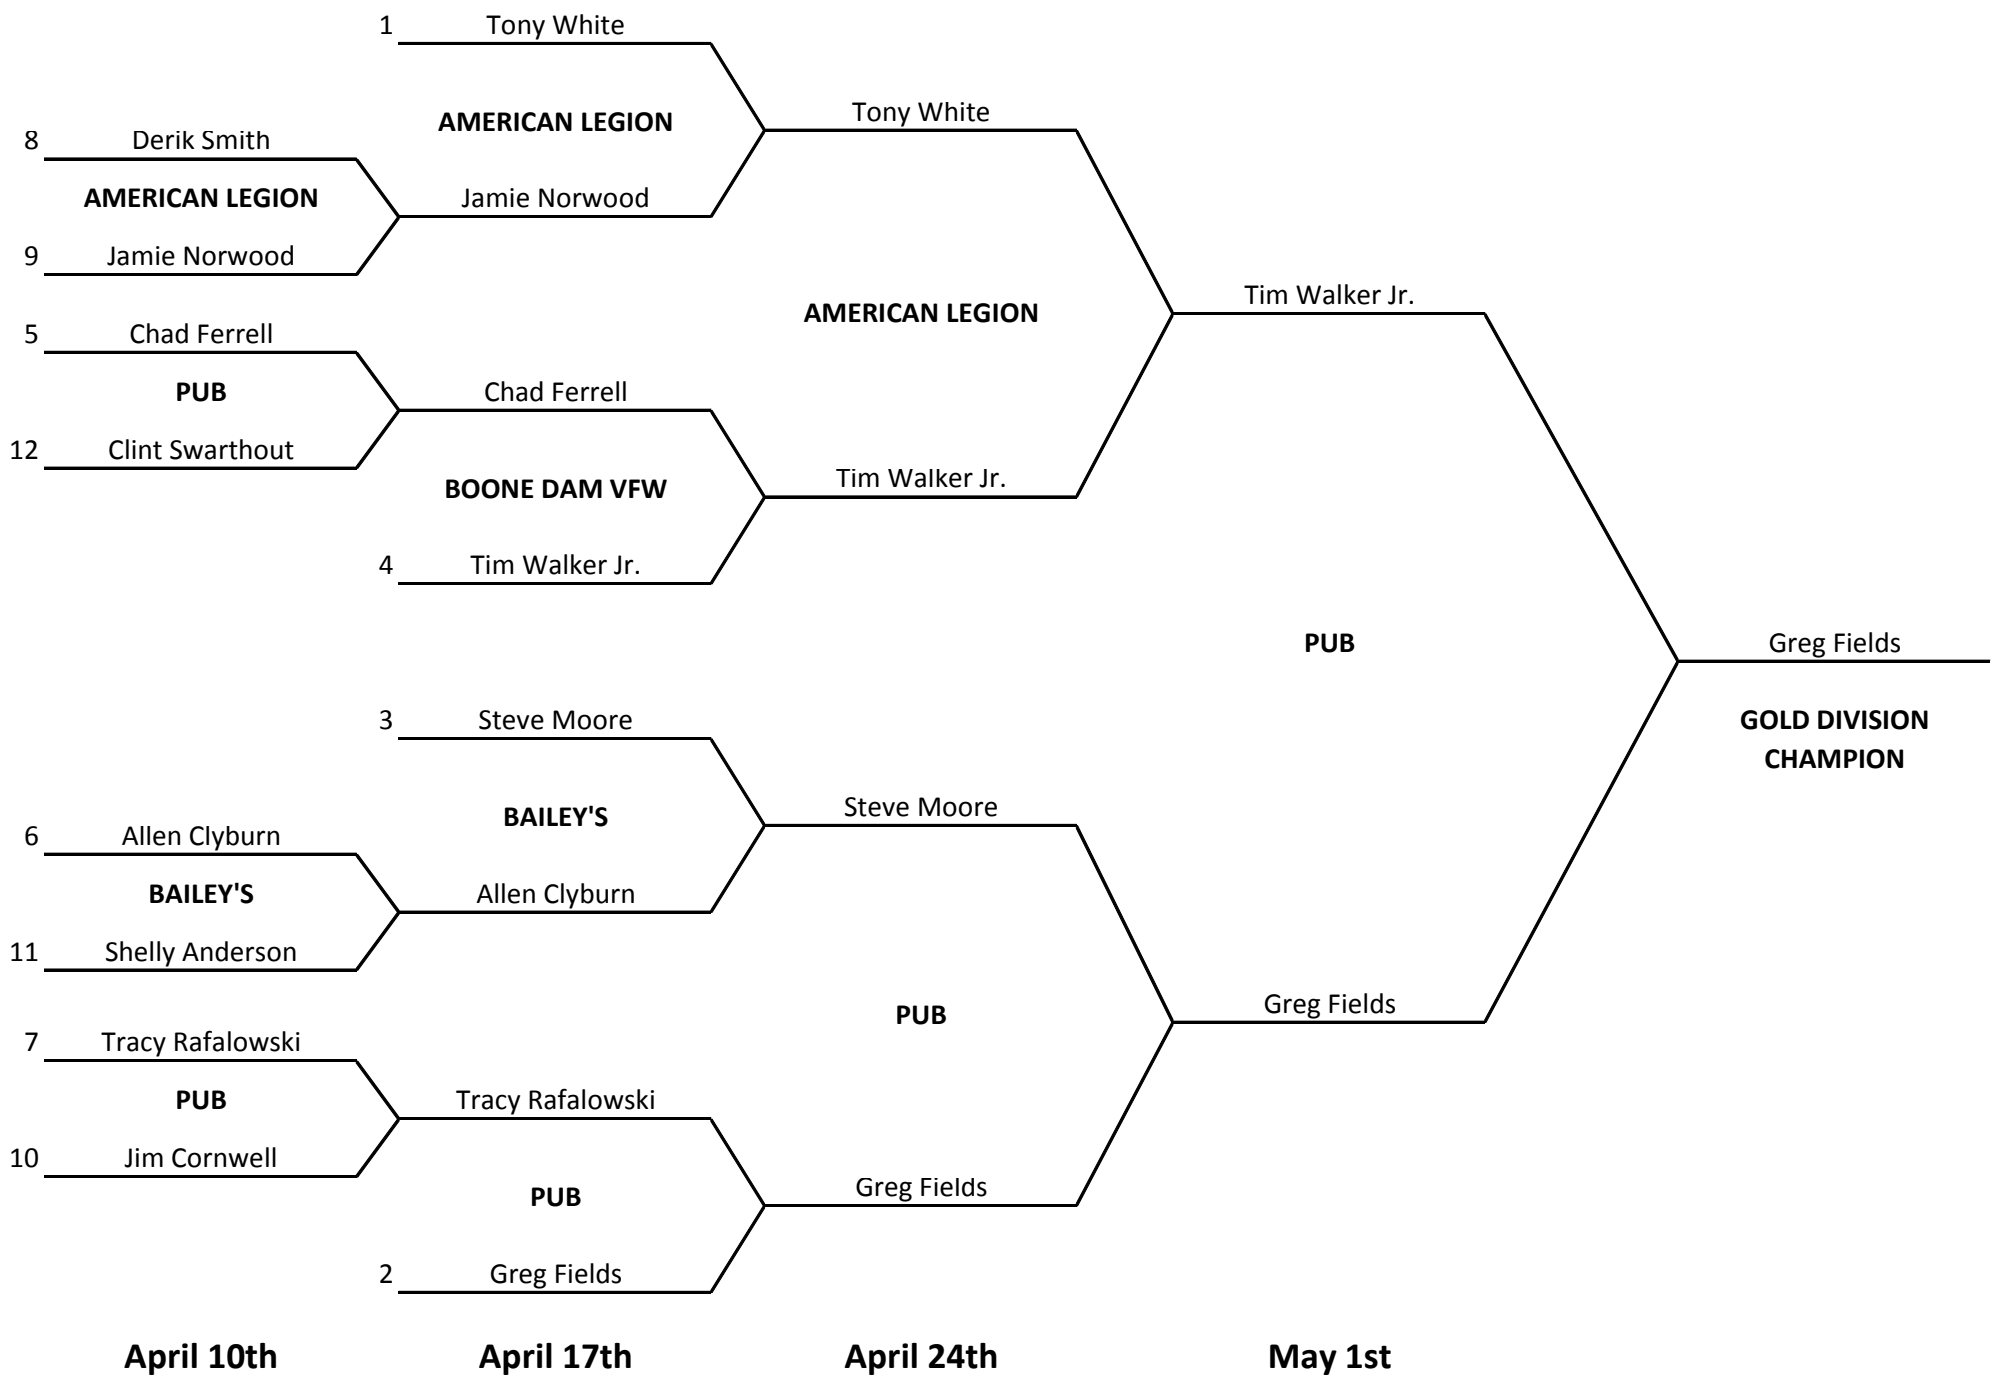 1 Tony White
AMERICAN LEGION
Tony White
8 Derik Smith
AMERICAN LEGION
Jamie Norwood
9 Jamie Norwood
Tim Walker Jr.
AMERICAN LEGION
5 Chad Ferrell
PUB
Chad Ferrell
12 Clint Swarthout
Tim Walker Jr.
BOONE DAM VFW
4 Tim Walker Jr.
PUB
Greg Fields
GOLD DIVISION
CHAMPION
3 Steve Moore
BAILEY'S
Steve Moore
6 Allen Clyburn
BAILEY'S
Allen Clyburn
11 Shelly Anderson
Greg Fields
PUB
7 Tracy Rafalowski
PUB
Tracy Rafalowski
10 Jim Cornwell
Greg Fields
PUB
2 Greg Fields
April 10th
April 17th
April 24th
May 1st